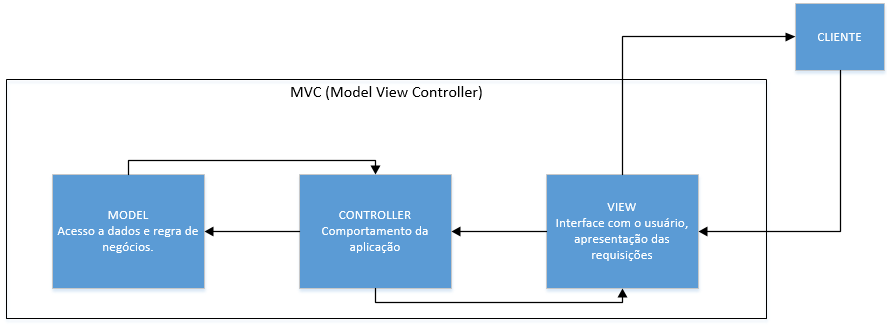 CLIENTE
MVC (Model View Controller)
MODEL
Acesso a dados e regra de
negócios.
CONTROLLER
Comportamento da
aplicação
VIEW
Interface com o usuário,
apresentação das
requisições